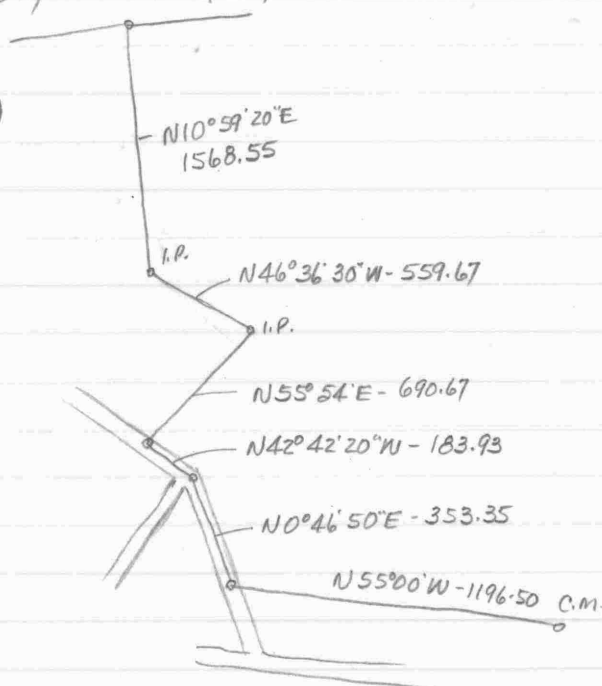 N10°59'20"E
1568.55
I.P.
N46°36'30"W - 559.67
I.P.
N55°54'E - 690.67
N42°42'20"W - 183.93
N0°46'50"E - 353.35
N55°00'W - 1196.50 C.M.